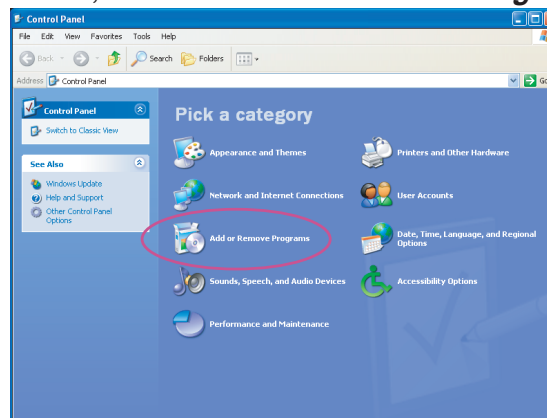 Control Panel
File Edit View Favorites Tools Help
Back Search Folders
Address Control Panel
Control Panel
Switch to Classic View
See Also
Windows Update
Help and Support
Other Control Panel
Options
Pick a category
Appearance and Themes
Printers and Other Hardware
Network and Internet Connections
User Accounts
Add or Remove Programs
Date, Time, Language, and Regional
Options
Sounds, Speech, and Audio Devices
Accessibility Options
Performance and Maintenance